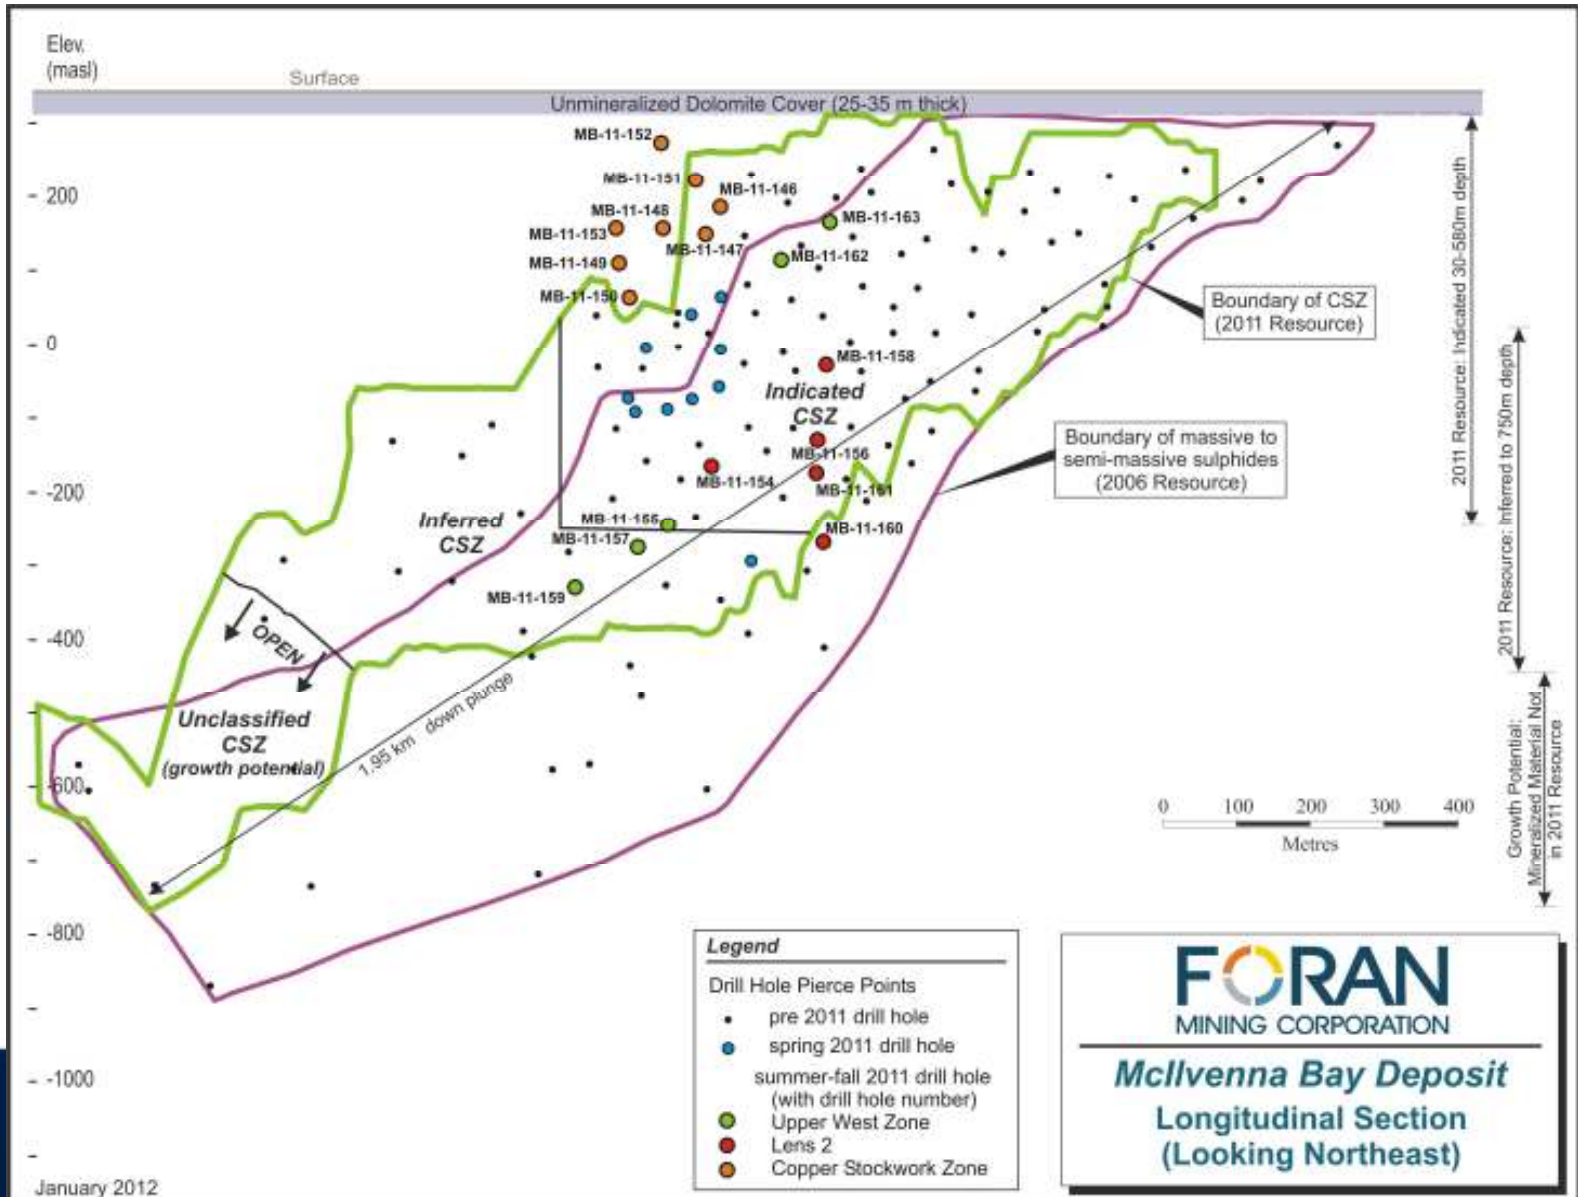 Elev.
(masl)
Surface
Unmineralized Dolomite Cover (25-35 m thick)
MB-11-152
MB-11-151
MB-11-146
MB-11-148
MB-11-163
MB-11-153
MB-11-147
MB-11-162
MB-11-149
MB-11-150
200
0
-200
-400
-600
-800
-1000
Boundary of CSZ
(2011 Resource)
MB-11-158
Indicated
CSZ
MB-11-156
MB-11-154
MB-11-161
Boundary of massive to
semi-massive sulphides
(2006 Resource)
Inferred
CSZ
MB-11-155
MB-11-157
MB-11-160
MB-11-159
OPEN
Unclassified
CSZ
(growth potential)
1.95 km down plunge
2011 Resource: Indicated 30-580m depth
2011 Resource: Inferred to 750m depth
Growth Potential:
Mineralized Material Not
in 2011 Resource
0 100 200 300 400
Metres
Legend
Drill Hole Pierce Points
pre 2011 drill hole
spring 2011 drill hole
summer-fall 2011 drill hole
(with drill hole number)
Upper West Zone
Lens 2
Copper Stockwork Zone
FORAN
MINING CORPORATION
McIlvenna Bay Deposit
Longitudinal Section
(Looking Northeast)
January 2012